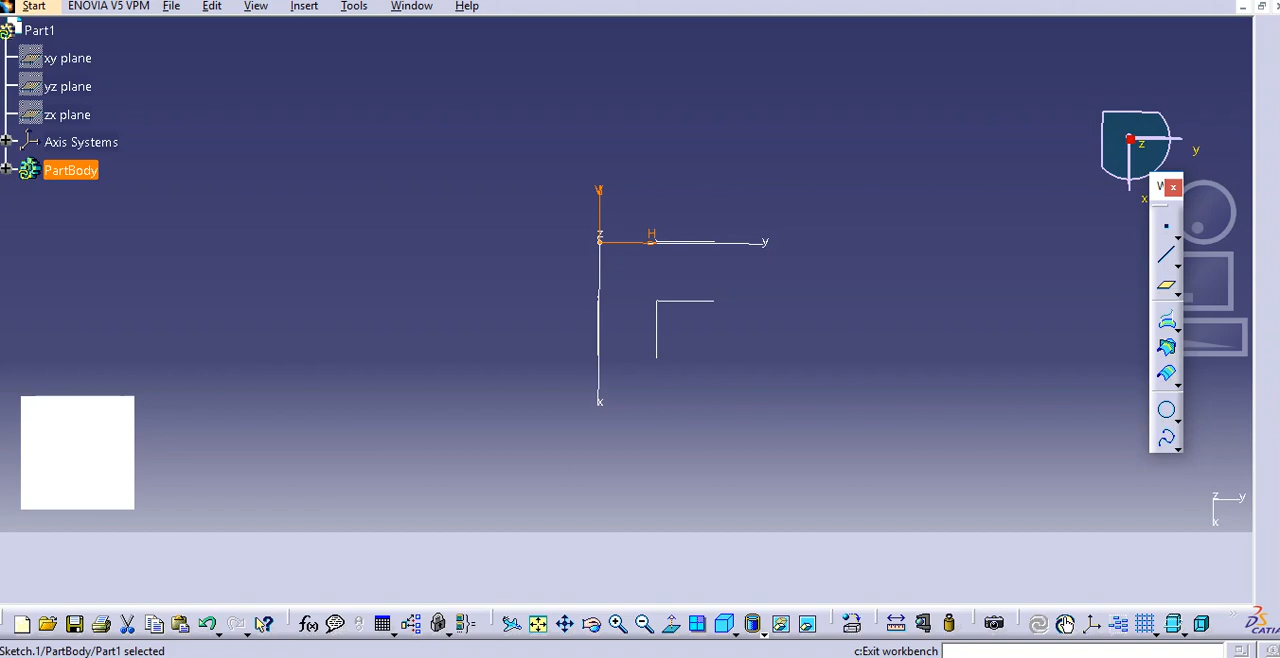 Start ENOVIA V5 VPM File Edit View Insert Tools Window Help
Part1
xy plane
yz plane
zx plane
Axis Systems
PartBody
z
y
x
V
z
H
y
x
z y
x
f(x)
Sketch.1/PartBody/Part1 selected
c:Exit workbench